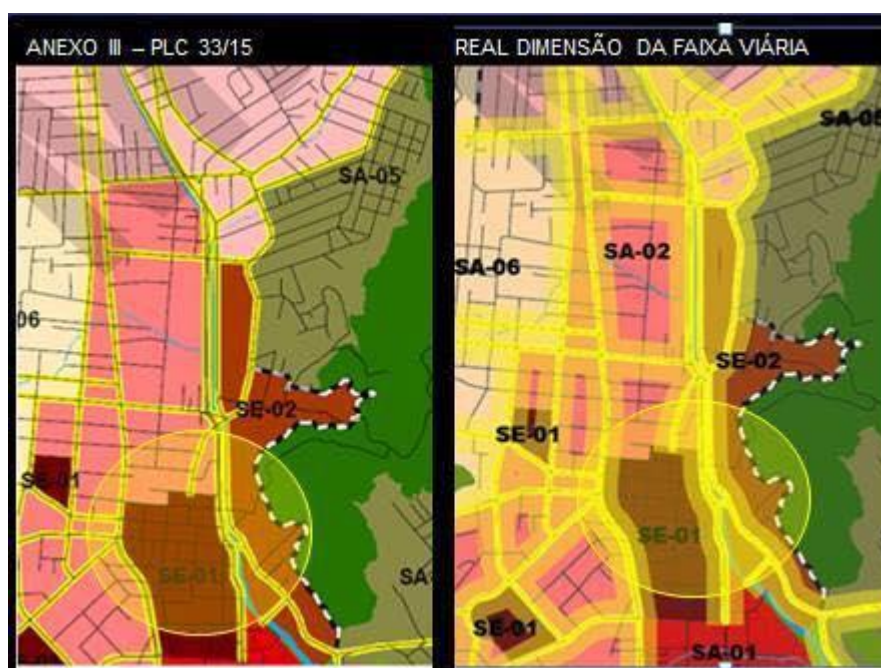 ANEXO III – PLC 33/15
SA-05
06
SE-02
SE-01
SE-01
SA
REAL DIMENSÃO DA FAIXA VIÁRIA
SA-05
SA-02
SA-06
SE-02
SE-01
SE-01
SE-01
SA-01